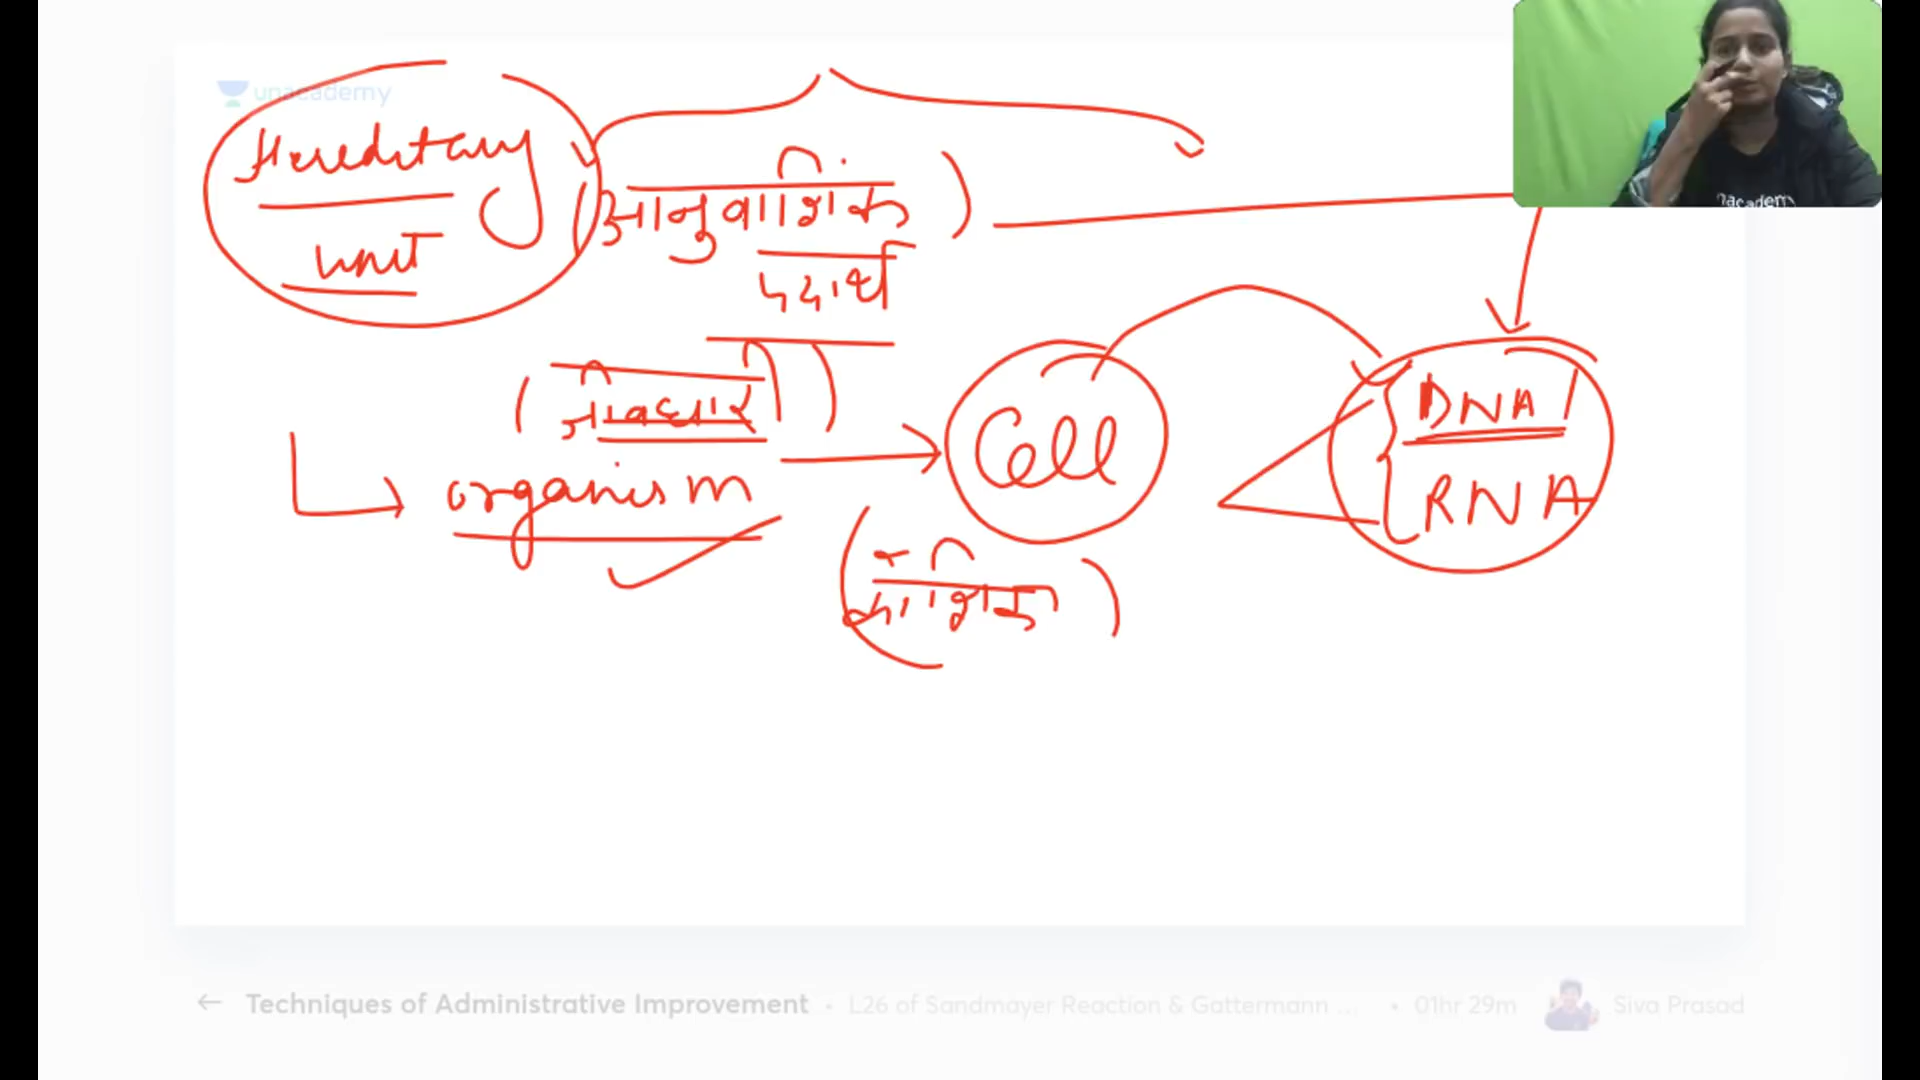 unacademy
Hereditary
unit
(आनुवांशिक)
पदार्थ
(जीवधारी)
organism
Cell
(कोशिका)
DNA
RNA
unacademy
Techniques of Administrative Improvement • L26 of Sandmayer Reaction & Gattermann ... • 01hr 29m Siva Prasad